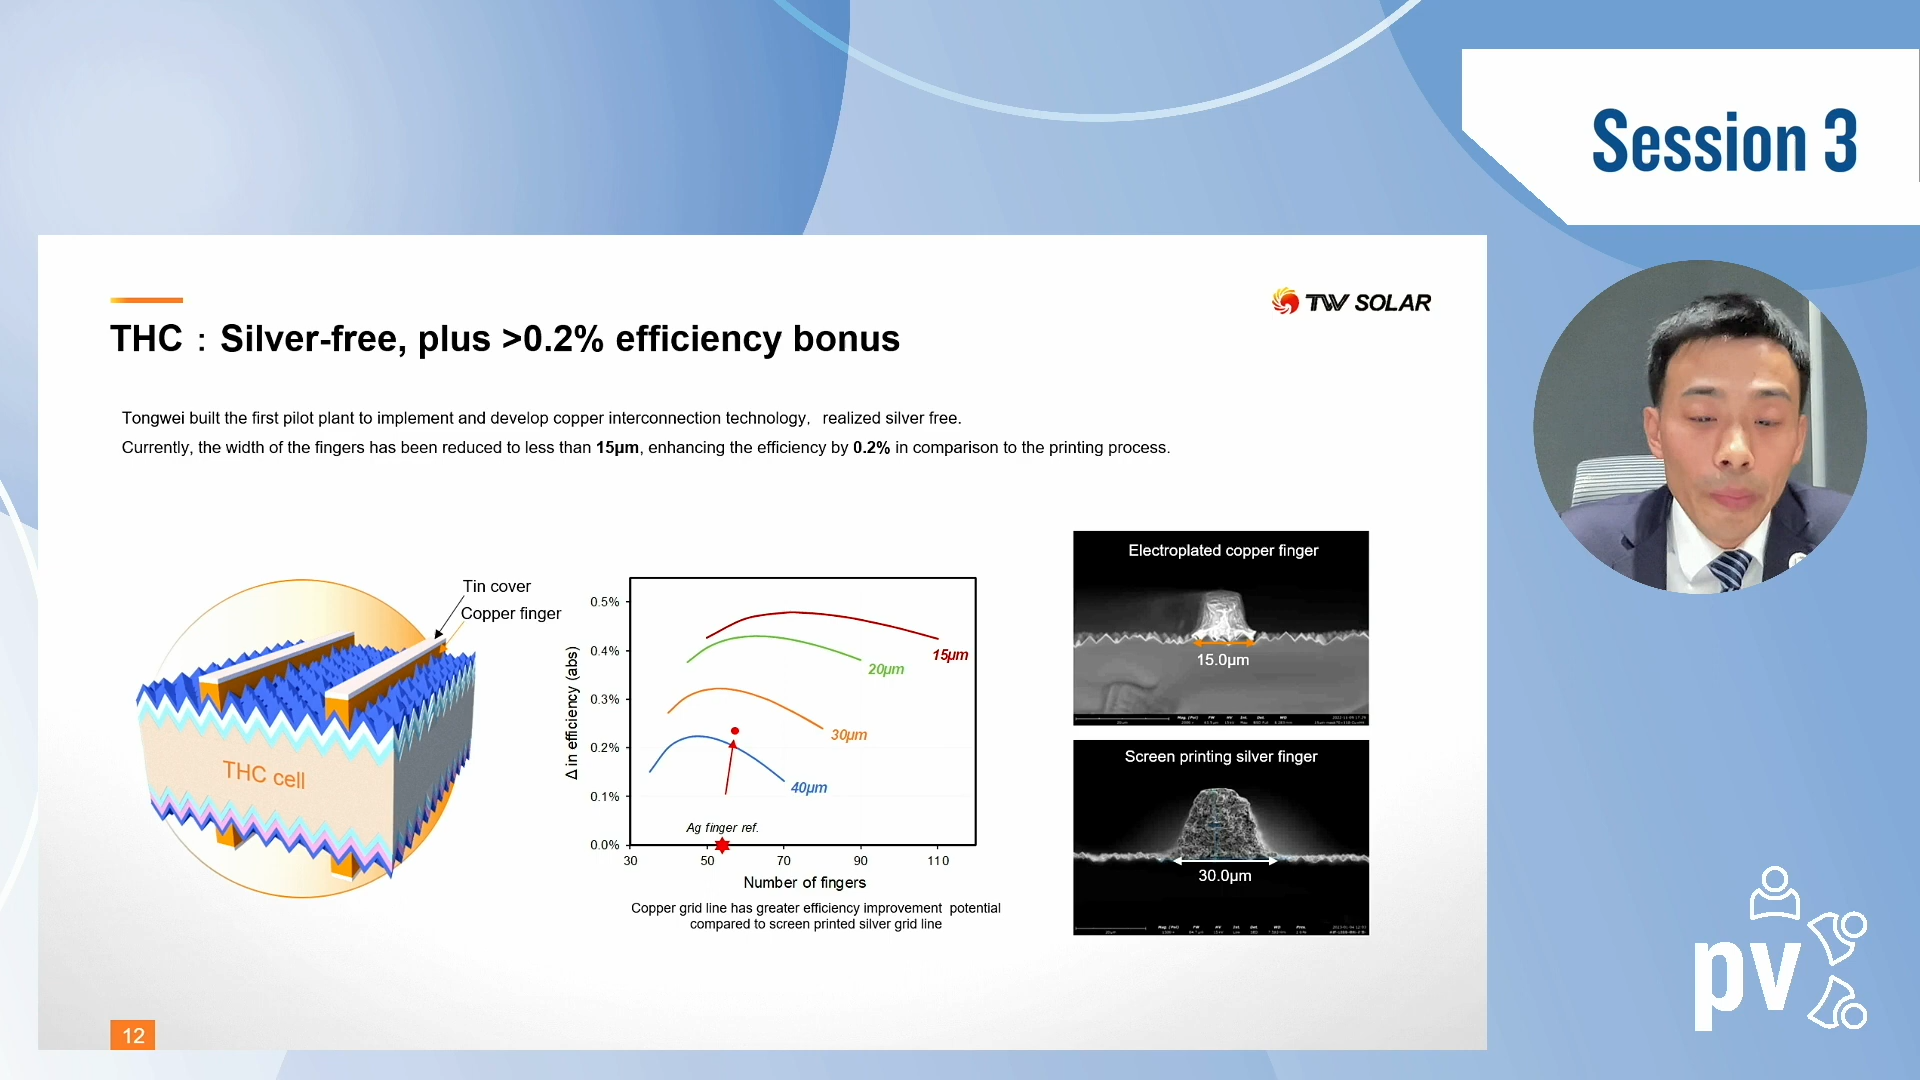 Session 3
TW SOLAR
THC : Silver-free, plus >0.2% efficiency bonus
Tongwei built the first pilot plant to implement and develop copper interconnection technology, realized silver free.
Currently, the width of the fingers has been reduced to less than 15μm, enhancing the efficiency by 0.2% in comparison to the printing process.
Tin cover
Copper finger
THC cell
Δ in efficiency (abs)
0.5%
0.4%
0.3%
0.2%
0.1%
0.0%
15μm
20μm
30μm
40μm
Ag finger ref.
30 50 70 90 110
Number of fingers
Copper grid line has greater efficiency improvement potential
compared to screen printed silver grid line
Electroplated copper finger
15.0μm
Screen printing silver finger
30.0μm
12
pv